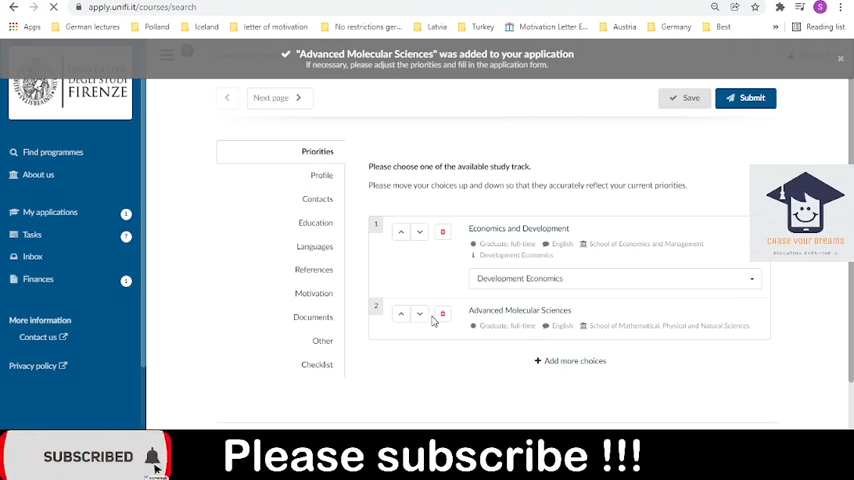 apply.unifi.it/courses/search
S
Apps
German lectures
Polland
Iceland
letter of motivation
No restrictions ger...
Latvia
Turkey
Motivation Letter E...
Austria
Germany
Best
Reading list
"Advanced Molecular Sciences" was added to your application
If necessary, please adjust the priorities and fill in the application form.
DEGLI STUDI
FIRENZE
Next page
Save
Submit
Find programmes
About us
My applications 1
Tasks 7
Inbox
Finances 1
More information
Contact us
Privacy policy
Priorities
Profile
Contacts
Education
Languages
References
Motivation
Documents
Other
Checklist
Please choose one of the available study track.
Please move your choices up and down so that they accurately reflect your current priorities.
1
Economics and Development
Graduate, full-time English School of Economics and Management
Development Economics
Development Economics
2
Advanced Molecular Sciences
Graduate, full-time English School of Mathematical, Physical and Natural Sciences
Add more choices
CHASE YOUR DREAMS
SUBSCRIBED
Please subscribe !!!